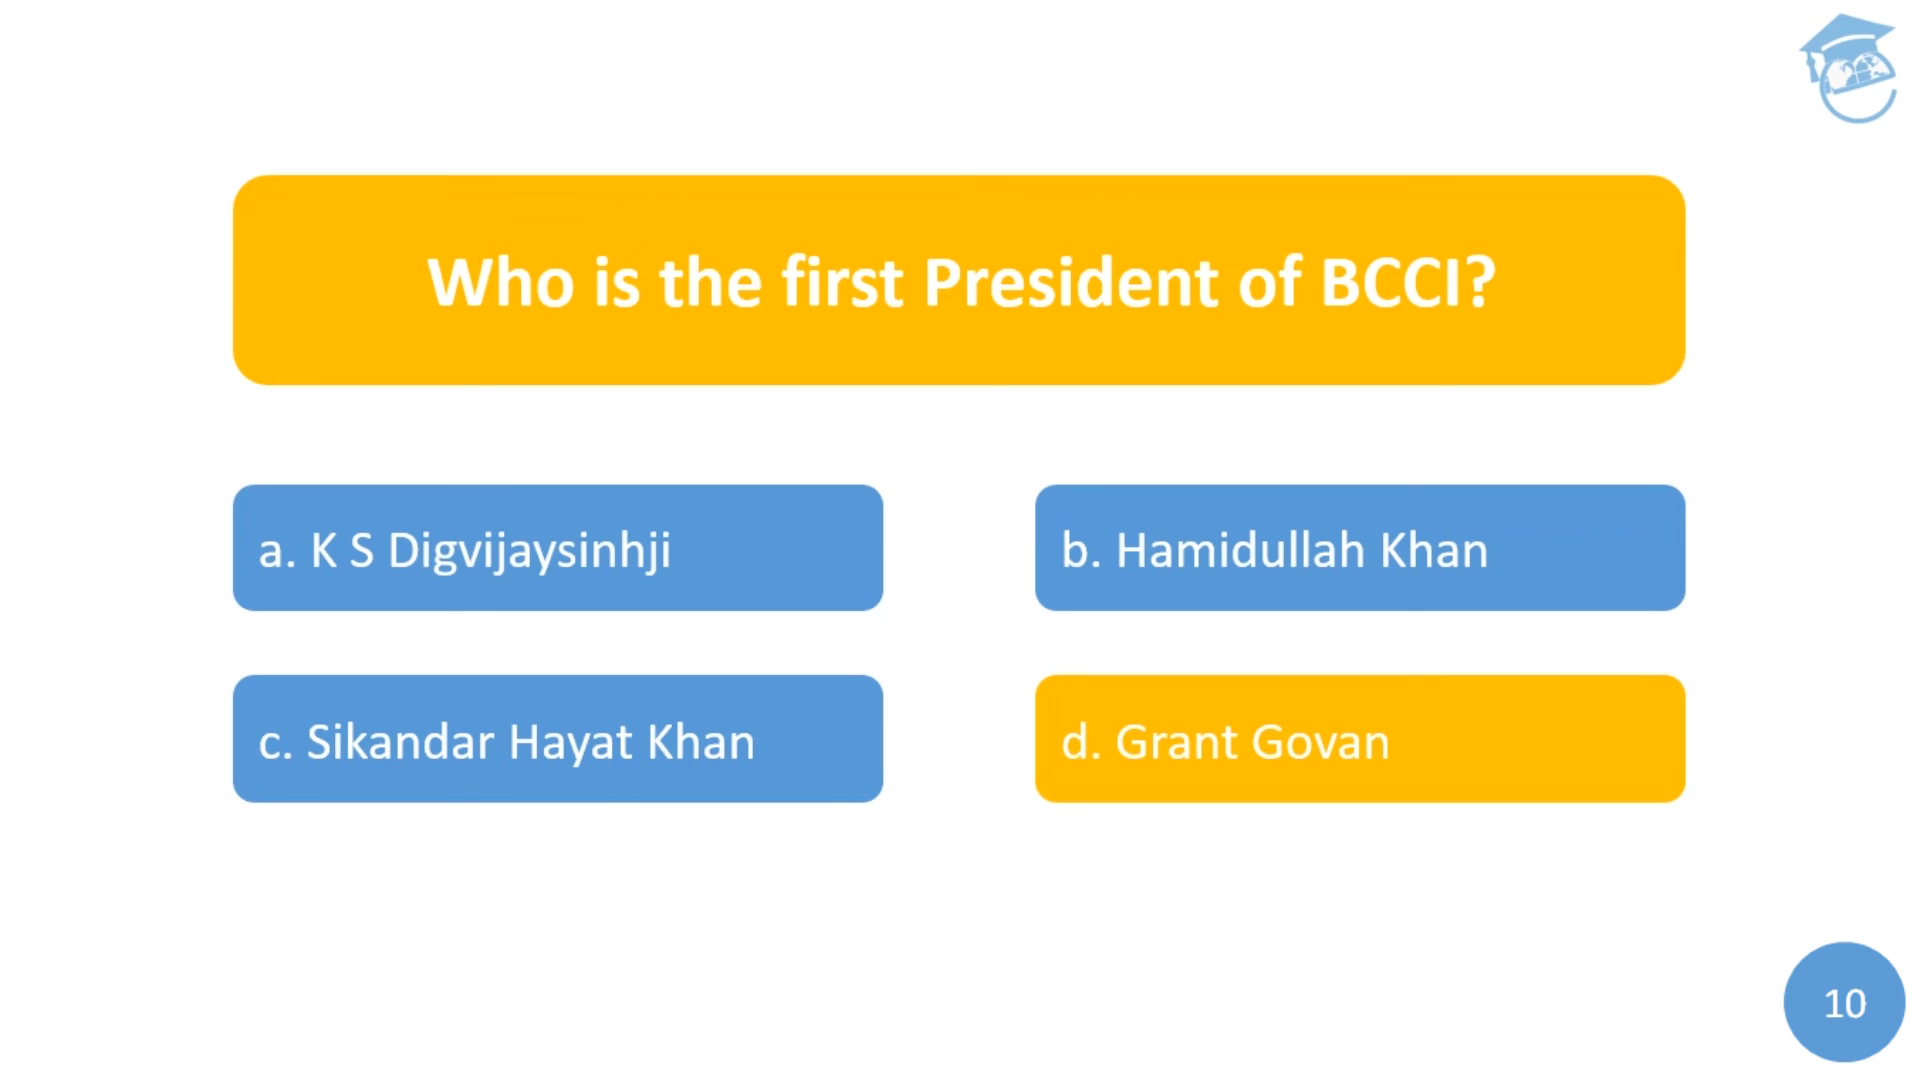 Who is the first President of BCCI?
a. K S Digvijaysinhji
b. Hamidullah Khan
c. Sikandar Hayat Khan
d. Grant Govan
10